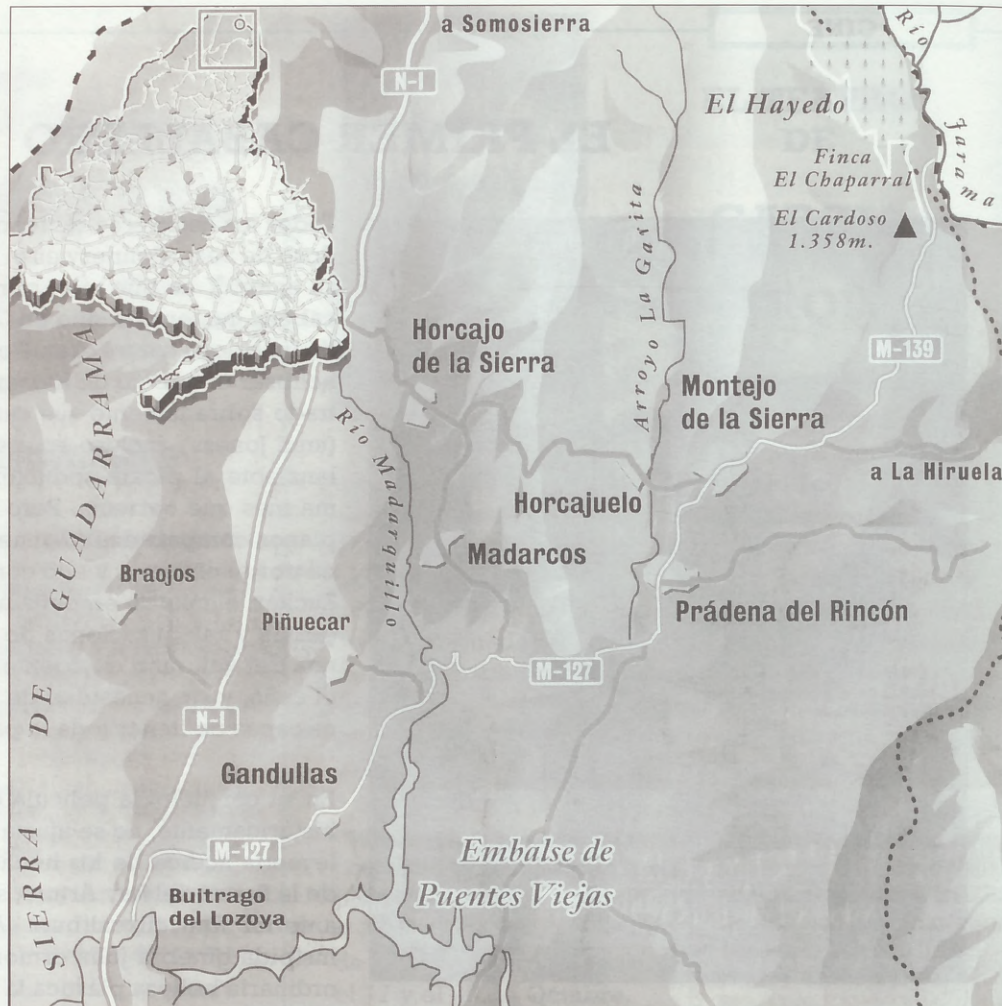 a Somosierra
N-I
El Hayedo
Río
Jarama
Finca
El Chaparral
El Cardoso
1.358m.
Arroyo La Garita
M-139
Horcajo
de la Sierra
Montejo
de la Sierra
Río Madarquillo
a La Hiruela
Horcajuelo
Madarcos
Braojos
Piñuecar
Prádena del Rincón
M-127
SIERRA DE GUADARRAMA
N-I
Gandullas
M-127
Embalse de
Puentes Viejas
Buitrago
del Lozoya